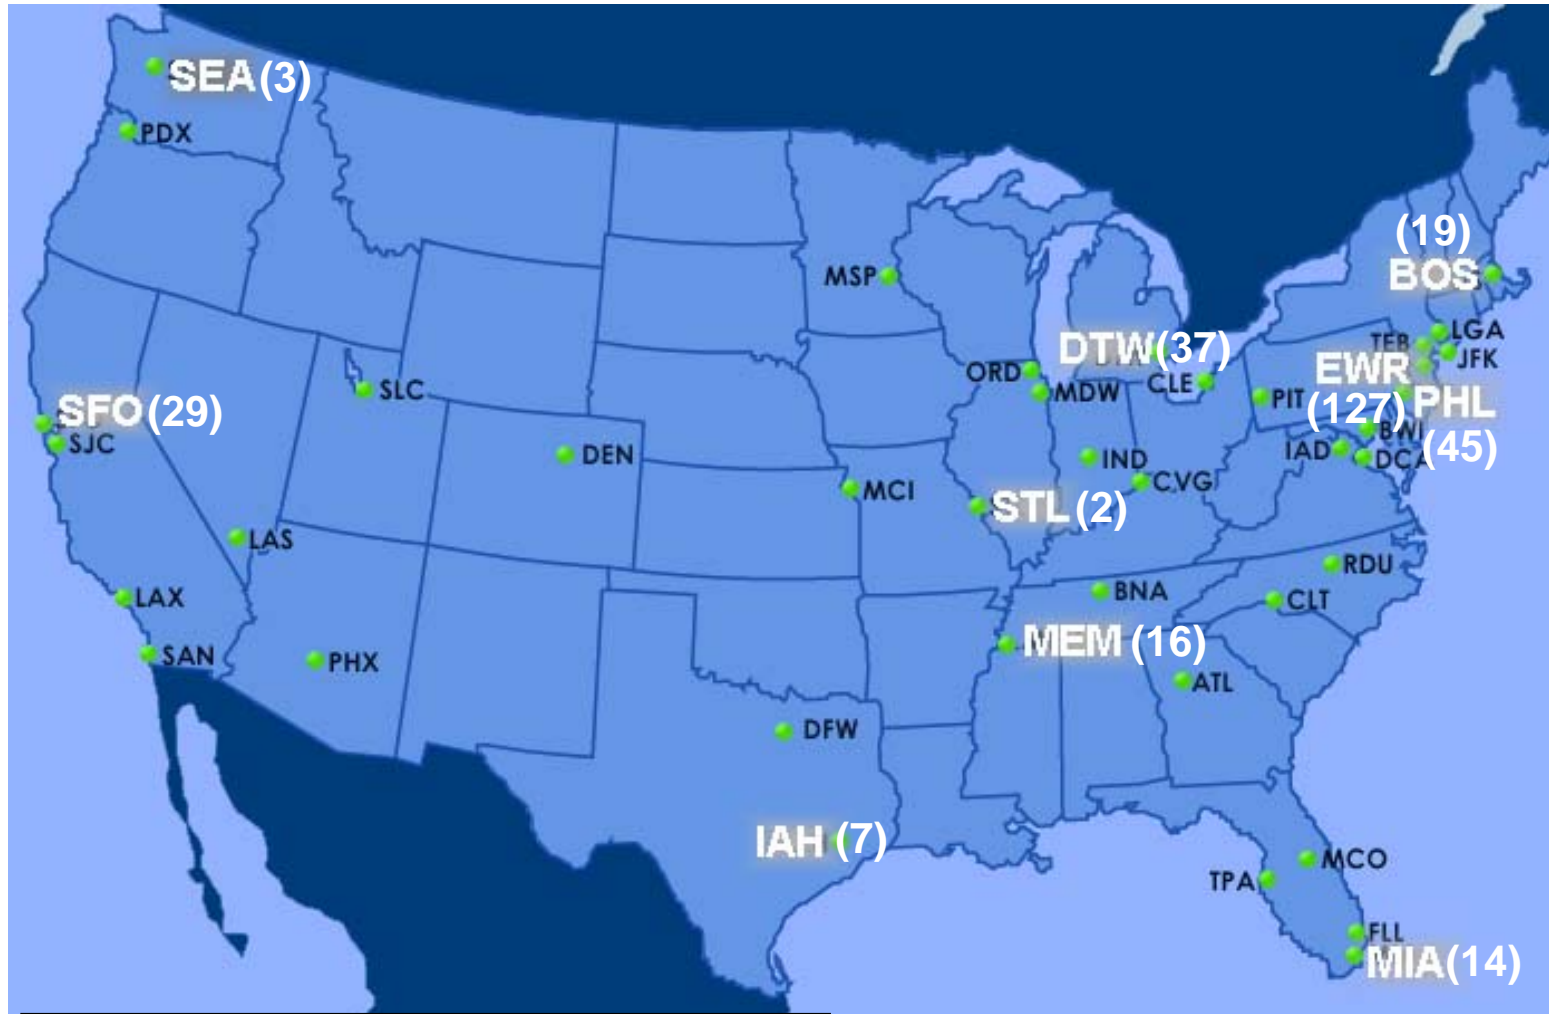 SEA (3)
PDX
(19)
BOS
MSP
LGA
TEB
JFK
DTW (37)
ORD
MDW
CLE
EWR
(127)
PIT
PHL
(45)
SLC
SFO (29)
SJC
BWI
IAD
DCA
DEN
IND
CVG
MCI
STL (2)
LAS
RDU
BNA
CLT
LAX
MEM (16)
SAN
PHX
ATL
DFW
IAH (7)
MCO
TPA
FLL
MIA (14)